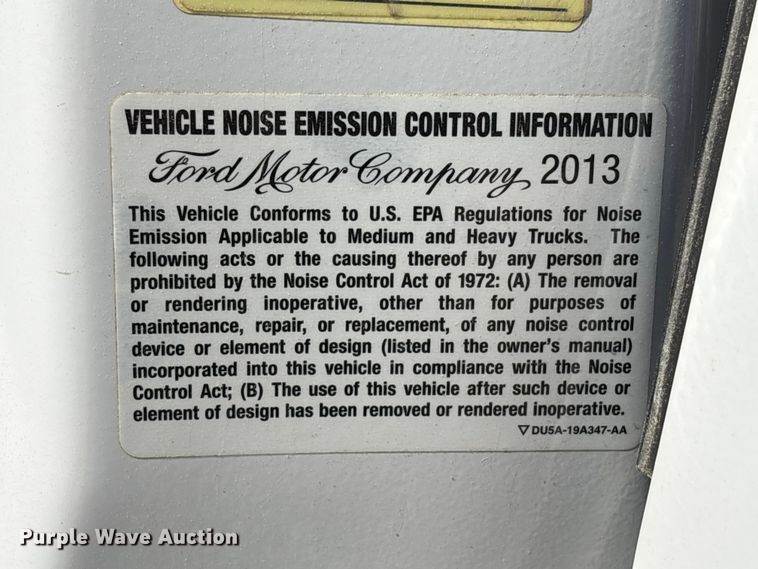 VEHICLE NOISE EMISSION CONTROL INFORMATION
Ford Motor Company 2013
This Vehicle Conforms to U.S. EPA Regulations for Noise
Emission Applicable to Medium and Heavy Trucks. The
following acts or the causing thereof by any person are
prohibited by the Noise Control Act of 1972: (A) The removal
or rendering inoperative, other than for purposes of
maintenance, repair, or replacement, of any noise control
device or element of design (listed in the owner's manual)
incorporated into this vehicle in compliance with the Noise
Control Act; (B) The use of this vehicle after such device or
element of design has been removed or rendered inoperative.
▽ DU5A-19A347-AA
Purple Wave Auction